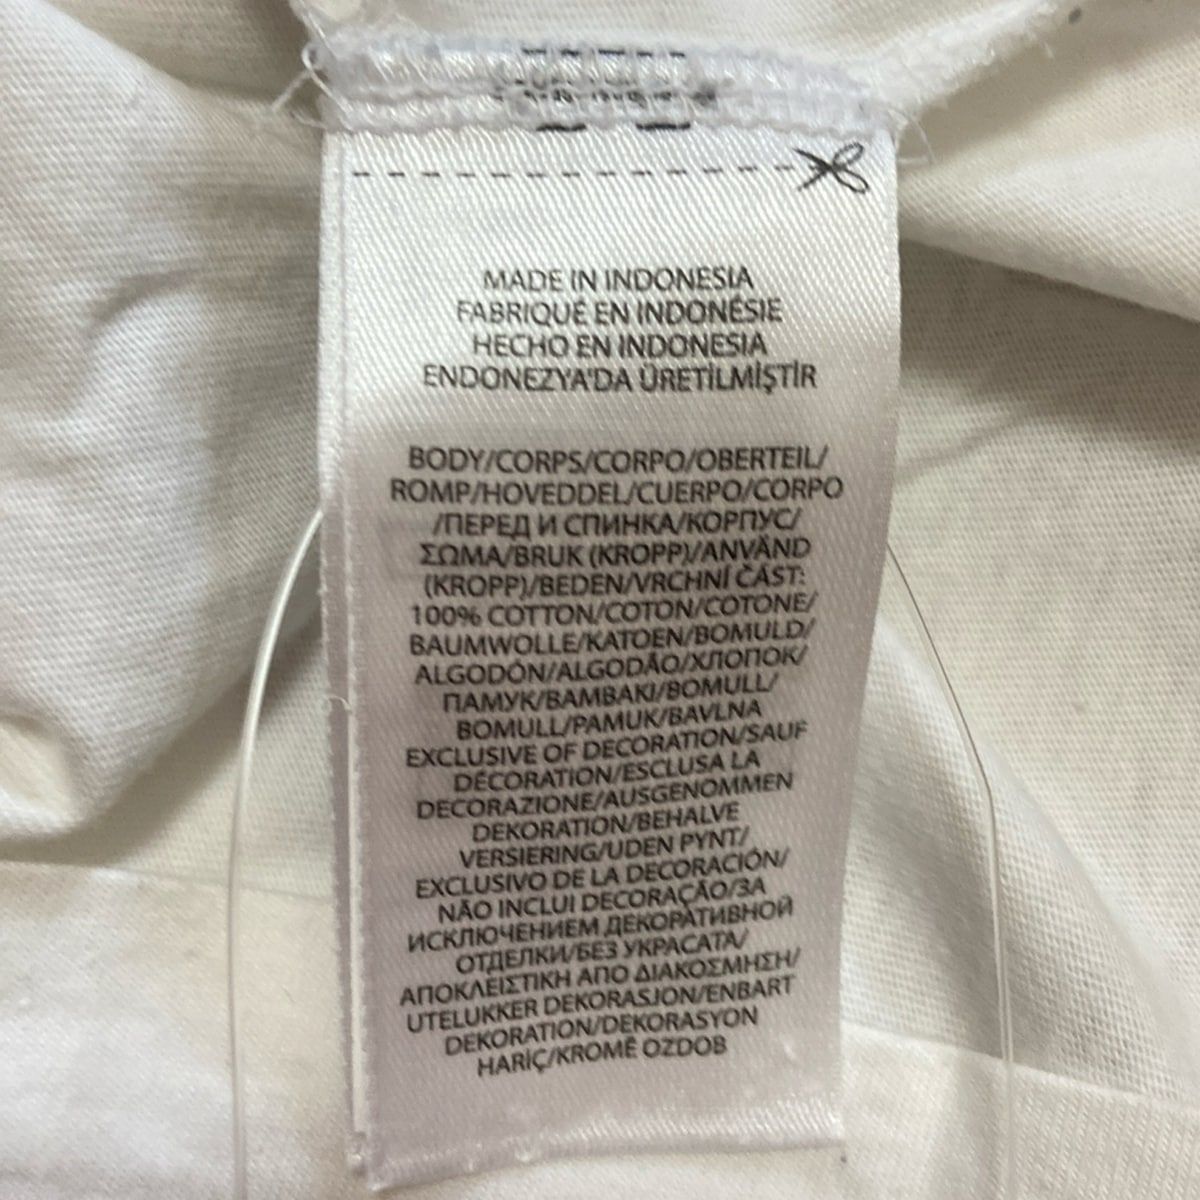 MADE IN INDONESIA
FABRIQUÉ EN INDONÉSIE
HECHO EN INDONESIA
ENDONEZYA'DA ÜRETİLMİŞTİR
BODY/CORPS/CORPO/OBERTEIL/
ROMP/HOVEDDEL/CUERPO/CORPO
/ПЕРЕД И СПИНКА/КОРПУС/
ΣΩΜΑ/BRUK (KROPP)/ANVÄND
(KROPP)/BEDEN/VRCHNÍ ČÁST:
100% COTTON/COTON/COTONE/
BAUMWOLLE/KATOEN/BOMULD/
ALGODÓN/ALGODÃO/ХЛОПОК/
ПАМУК/BAMBAKI/BOMULL/
BOMULL/PAMUK/BAVLNA
EXCLUSIVE OF DECORATION/SAUF
DÉCORATION/ESCLUSA LA
DECORAZIONE/AUSGENOMMEN
DEKORATION/BEHALVE
VERSIERING/UDEN PYNT/
EXCLUSIVO DE LA DECORACIÓN/
NÃO INCLUI DECORAÇÃO/ЗА
ИСКЛЮЧЕНИЕМ ДЕКОРАТИВНОЙ
ОТДЕЛКИ/БЕЗ УКРАСАТА/
ΑΠΟΚΛΕΙΣΤΙΚΗ ΑΠΟ ΔΙΑΚΟΣΜΗΣΗ/
UTELUKKER DEKORASJON/ENBART
DEKORATION/DEKORASYON
HARİÇ/KROMĚ OZDOB